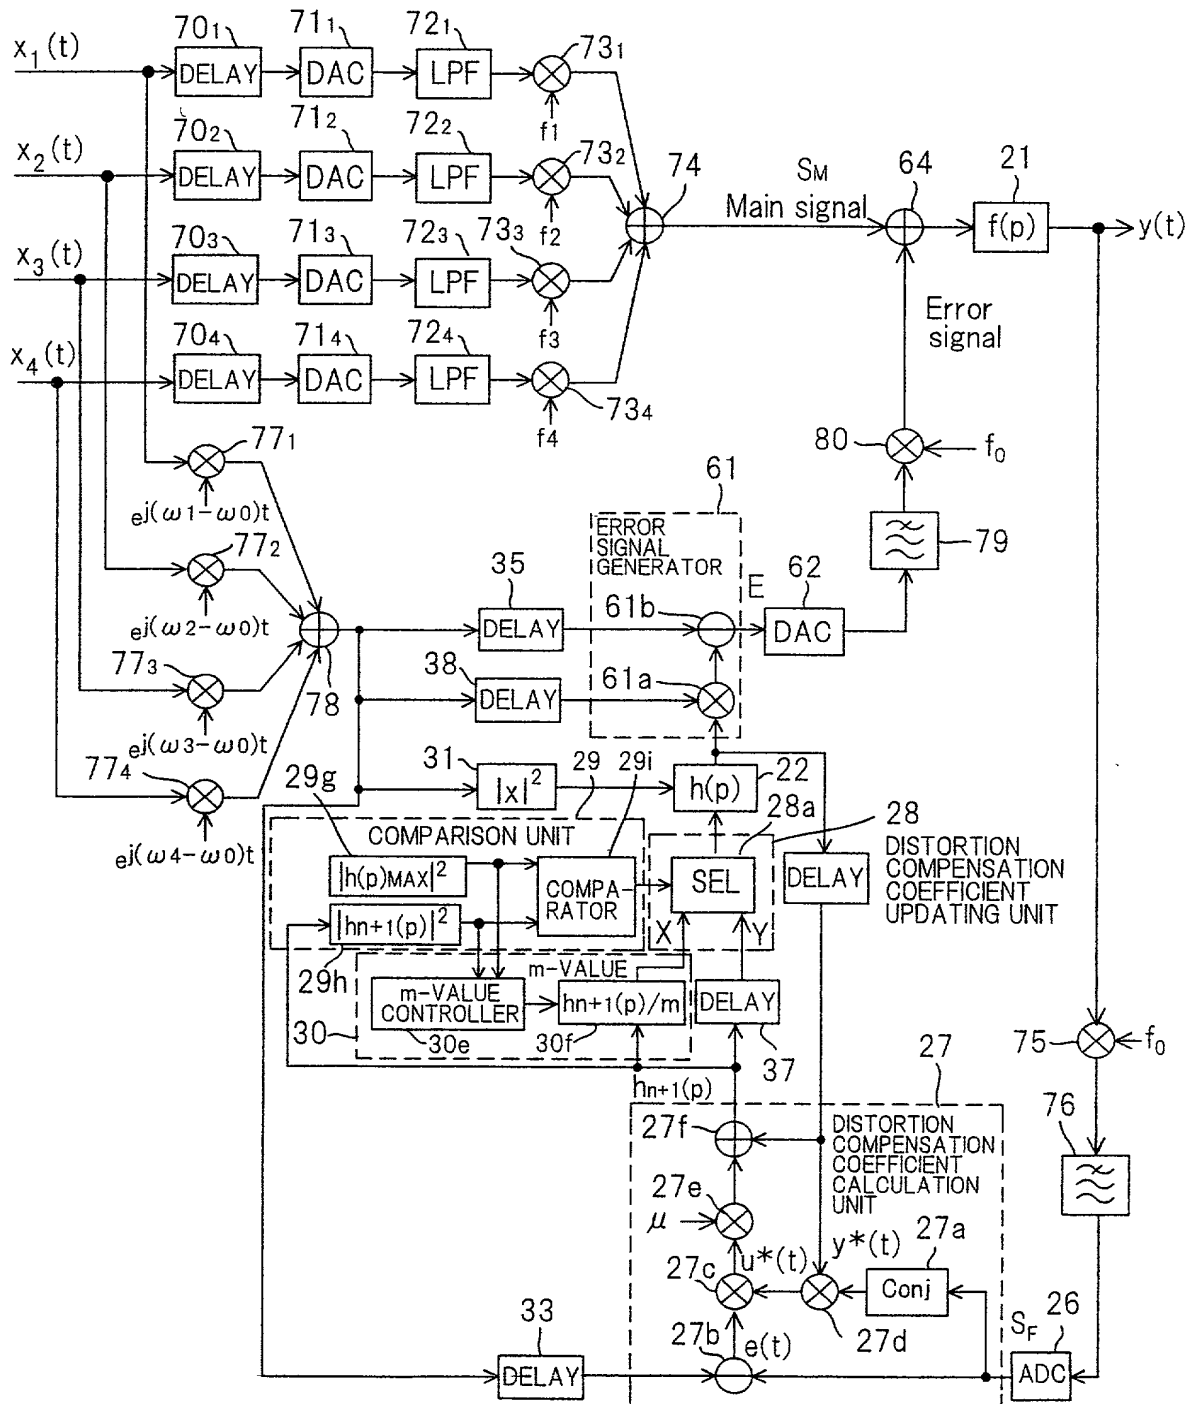 x1(t)
70₁
71₁
72₁
73₁
DELAY
DAC
LPF
f1
x2(t)
70₂
71₂
72₂
73₂
DELAY
DAC
LPF
f2
74
SM
Main signal
64
21
f(p)
y(t)
x3(t)
70₃
71₃
72₃
73₃
DELAY
DAC
LPF
f3
Error
signal
x4(t)
70₄
71₄
72₄
73₄
DELAY
DAC
LPF
f4
77₁
ej(ω1-ω0)t
80
f0
61
ERROR
SIGNAL
GENERATOR
79
77₂
ej(ω2-ω0)t
35
DELAY
61b
E
62
DAC
77₃
ej(ω3-ω0)t
78
38
DELAY
61a
77₄
ej(ω4-ω0)t
31
|x|²
29
29i
h(p)
22
29g
28a
28
COMPARISON UNIT
|h(p)MAX|²
COMPA-
RATOR
SEL
DELAY
DISTORTION
COMPENSATION
COEFFICIENT
UPDATING UNIT
|hn+1(p)|²
29h
X
Y
m-VALUE
m-VALUE
CONTROLLER
hn+1(p)/m
DELAY
30
30e
30f
37
75
f0
hn+1(p)
27
27f
DISTORTION
COMPENSATION
COEFFICIENT
CALCULATION
UNIT
76
27e
μ
u*(t)
y*(t)
27a
27c
Conj
27d
33
DELAY
27b
e(t)
SF
26
ADC